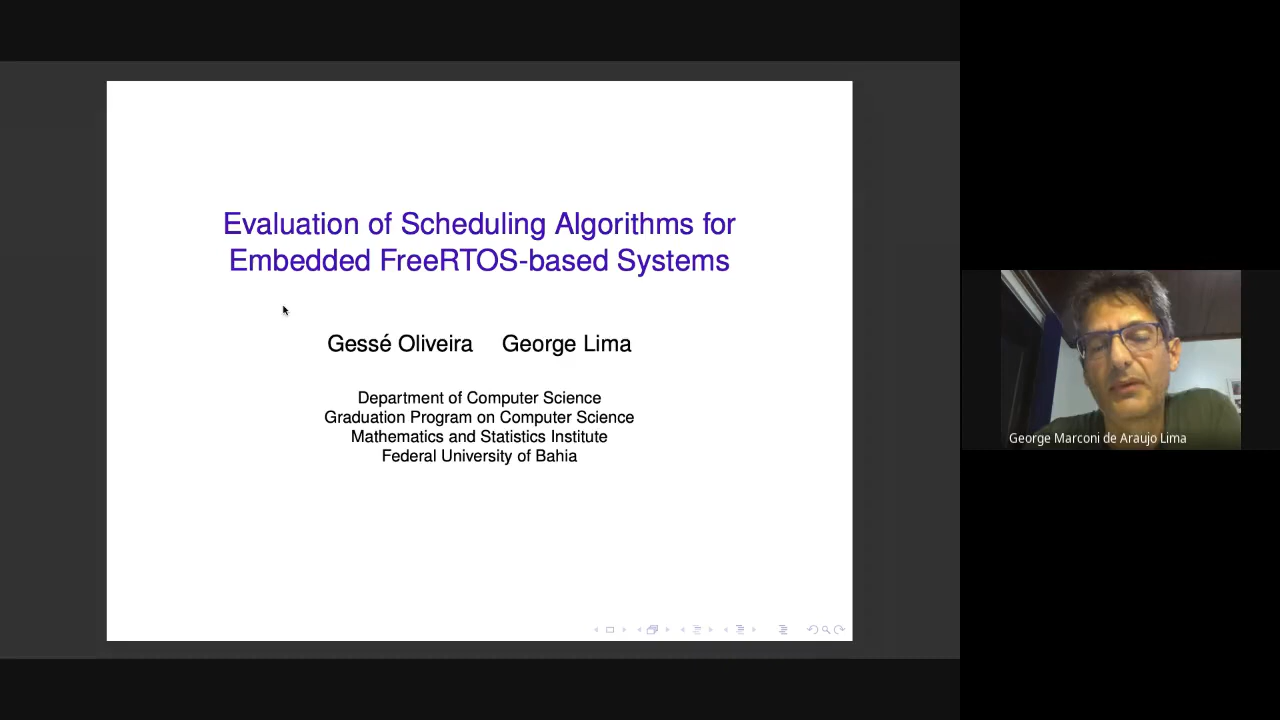 Evaluation of Scheduling Algorithms for
Embedded FreeRTOS-based Systems
Gessé Oliveira George Lima
Department of Computer Science
Graduation Program on Computer Science
Mathematics and Statistics Institute
Federal University of Bahia
George Marconi de Araujo Lima